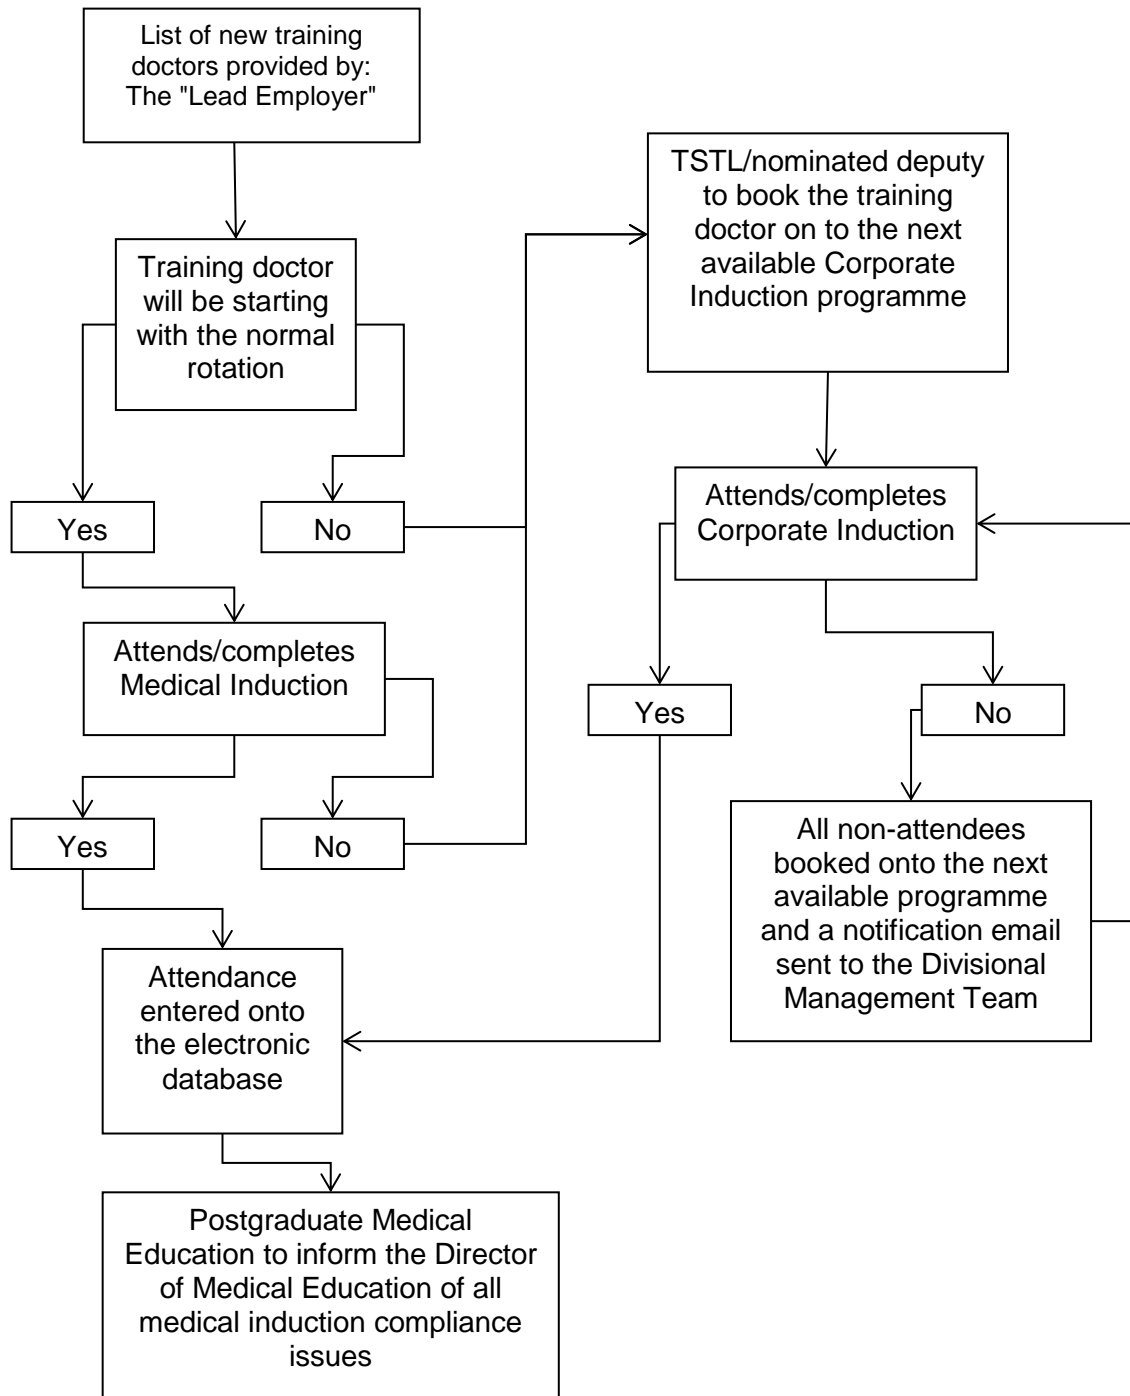 List of new training
doctors provided by:
The "Lead Employer"
Training doctor
will be starting
with the normal
rotation
Yes
No
Attends/completes
Medical Induction
Yes
No
Attendance
entered onto
the electronic
database
Postgraduate Medical
Education to inform the Director
of Medical Education of all
medical induction compliance
issues
TSTL/nominated deputy
to book the training
doctor on to the next
available Corporate
Induction programme
Attends/completes
Corporate Induction
Yes
No
All non-attendees
booked onto the next
available programme
and a notification email
sent to the Divisional
Management Team